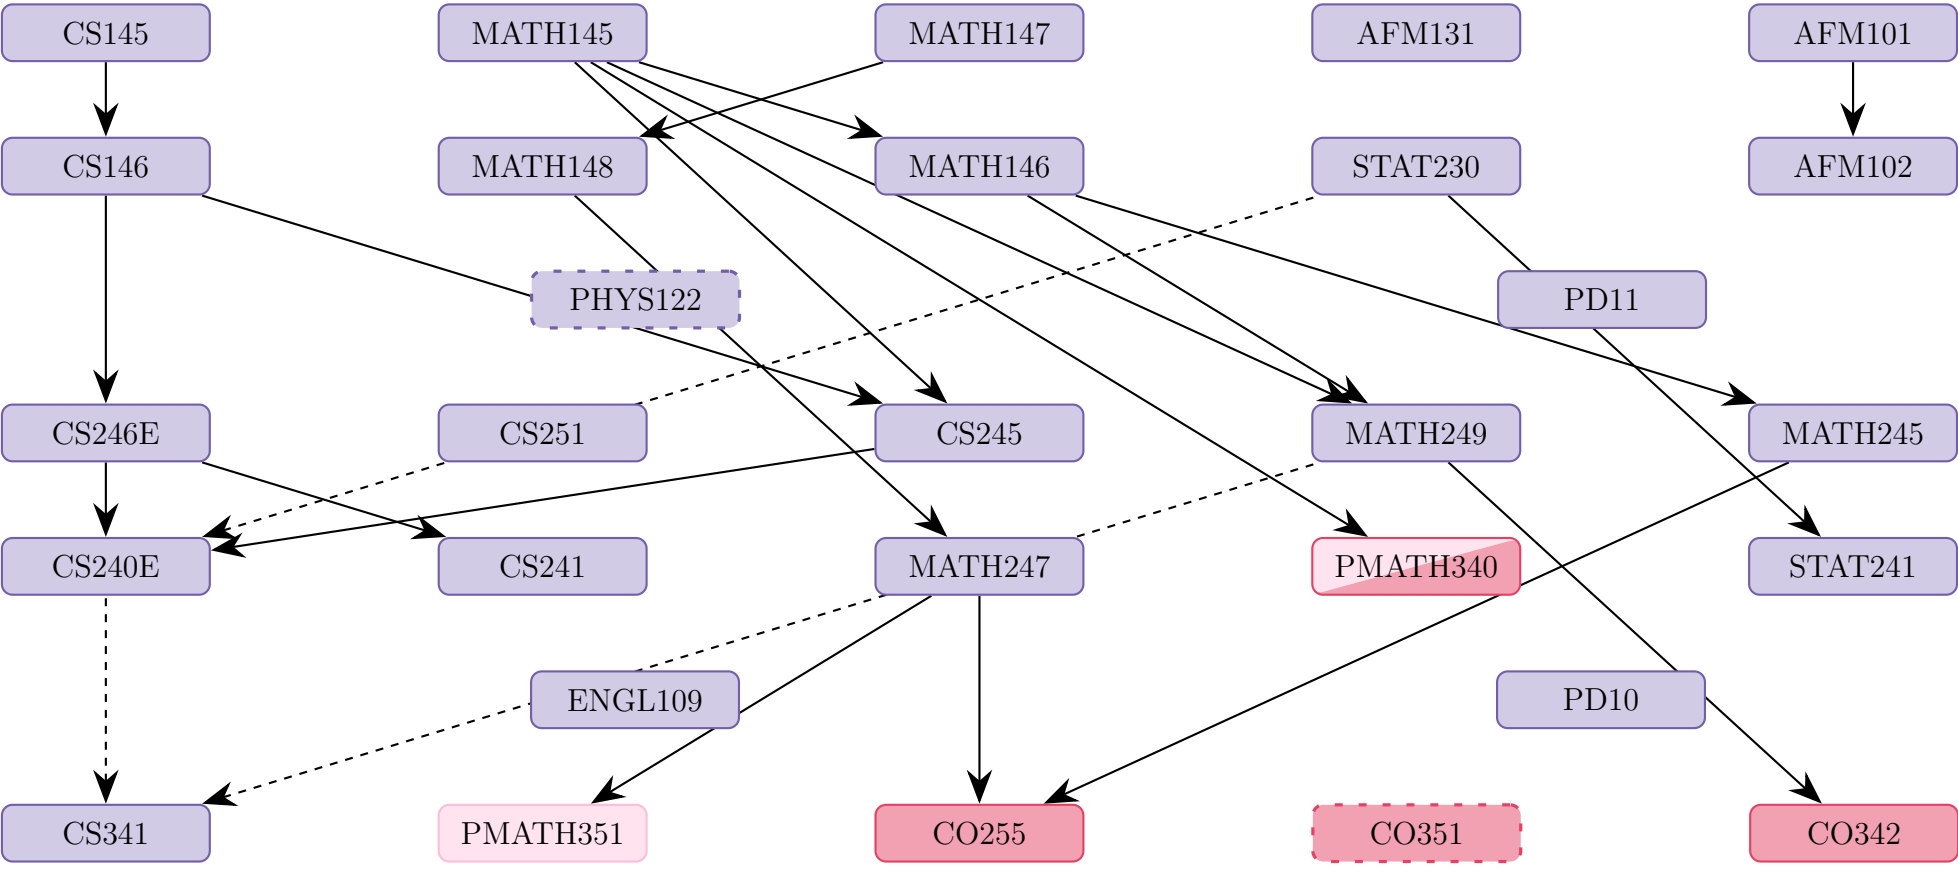 CS145
MATH145
MATH147
AFM131
AFM101
CS146
MATH148
MATH146
STAT230
AFM102
PHYS122
PD11
CS246E
CS251
CS245
MATH249
MATH245
CS240E
CS241
MATH247
PMATH340
STAT241
ENGL109
PD10
CS341
PMATH351
CO255
CO351
CO342